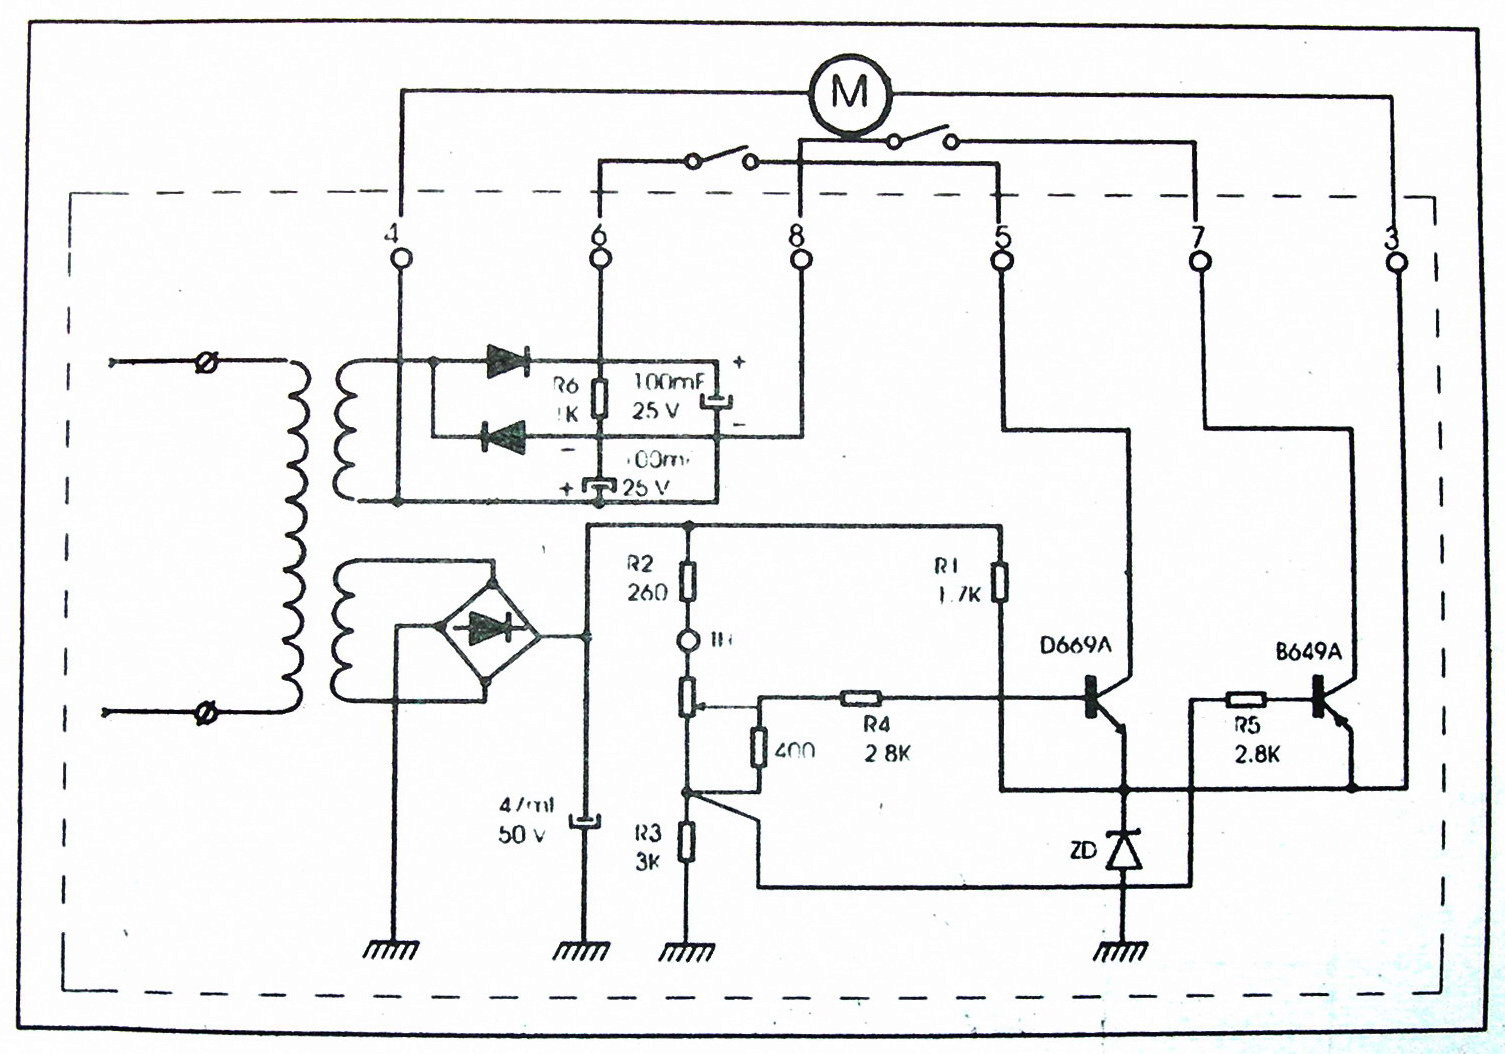 M
4 6 8 5 7 3
+
R6
100mF
1K
25 V
−
−
+
25 V
R2
260
R1
1.7K
D669A
B649A
R4
2.8K
400
R5
2.8K
50 V
R3
3K
ZD